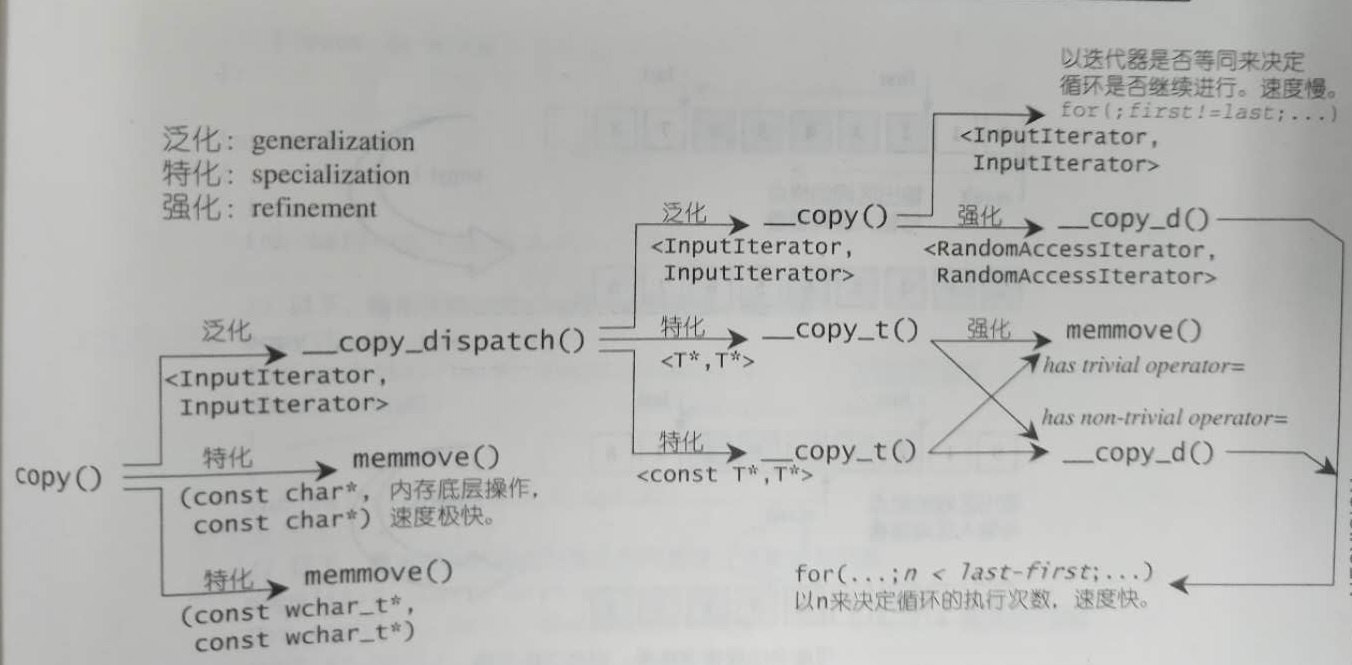 以迭代器是否等同来决定
循环是否继续进行。速度慢。
for(;first!=last;...)
<InputIterator,
InputIterator>
泛化：generalization
特化：specialization
强化：refinement
泛化
__copy()
强化
__copy_d()
<InputIterator,
InputIterator>
<RandomAccessIterator,
RandomAccessIterator>
泛化
__copy_dispatch()
特化
__copy_t()
强化
memmove()
<T*,T*>
has trivial operator=
<InputIterator,
InputIterator>
has non-trivial operator=
特化
__copy_t()
__copy_d()
<const T*,T*>
copy()
特化
memmove()
(const char*, 内存底层操作，
const char*) 速度极快。
特化
memmove()
(const wchar_t*,
const wchar_t*)
for(...;n < last-first;...)
以n来决定循环的执行次数，速度快。